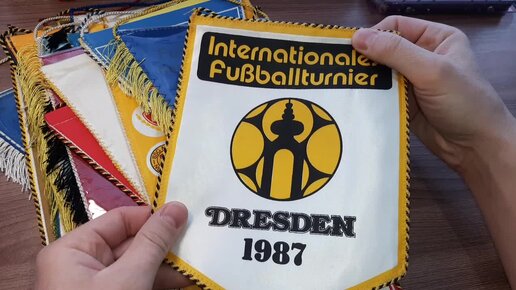 Internationales
Fußballturnier
DRESDEN
1987